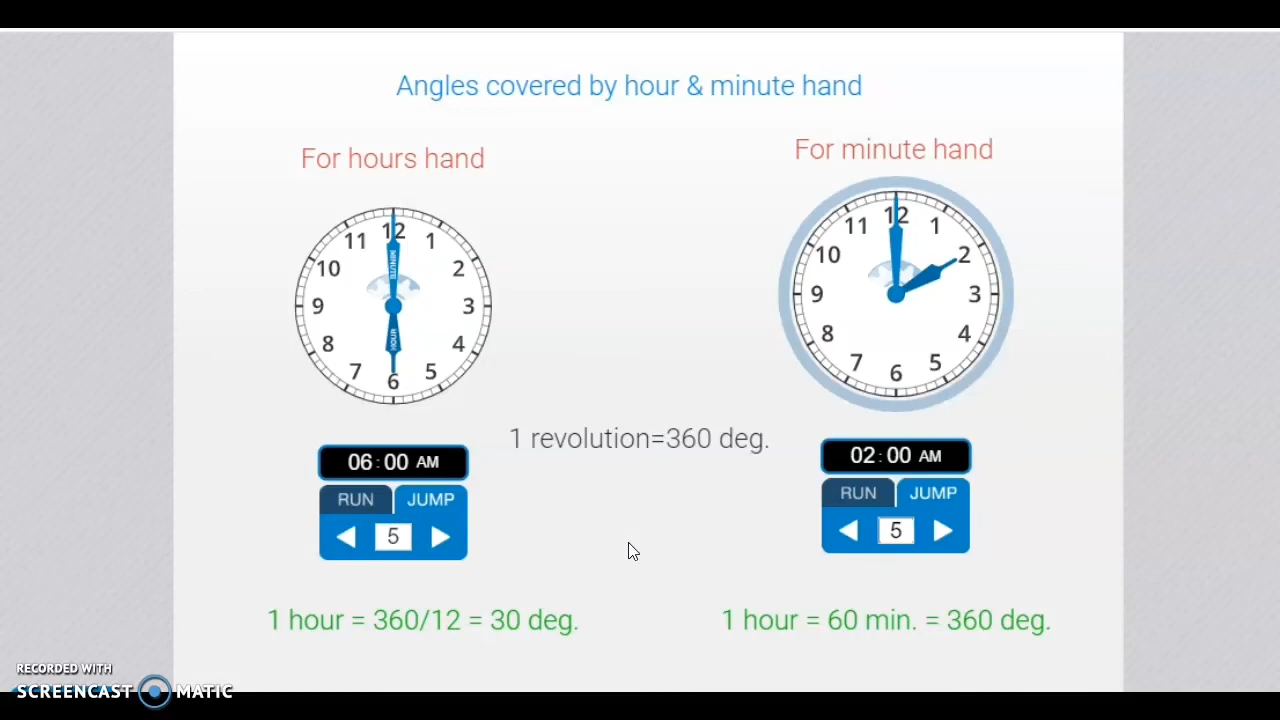 Angles covered by hour & minute hand
For hours hand
For minute hand
12
11 1
10 2
9 3
8 4
7 5
6
MINUTE
HOUR
12
11 1
10 2
9 3
8 4
7 5
6
1 revolution=360 deg.
06:00 AM
RUN JUMP
5
02:00 AM
RUN JUMP
5
1 hour = 360/12 = 30 deg.
1 hour = 60 min. = 360 deg.
RECORDED WITH
SCREENCAST MATIC